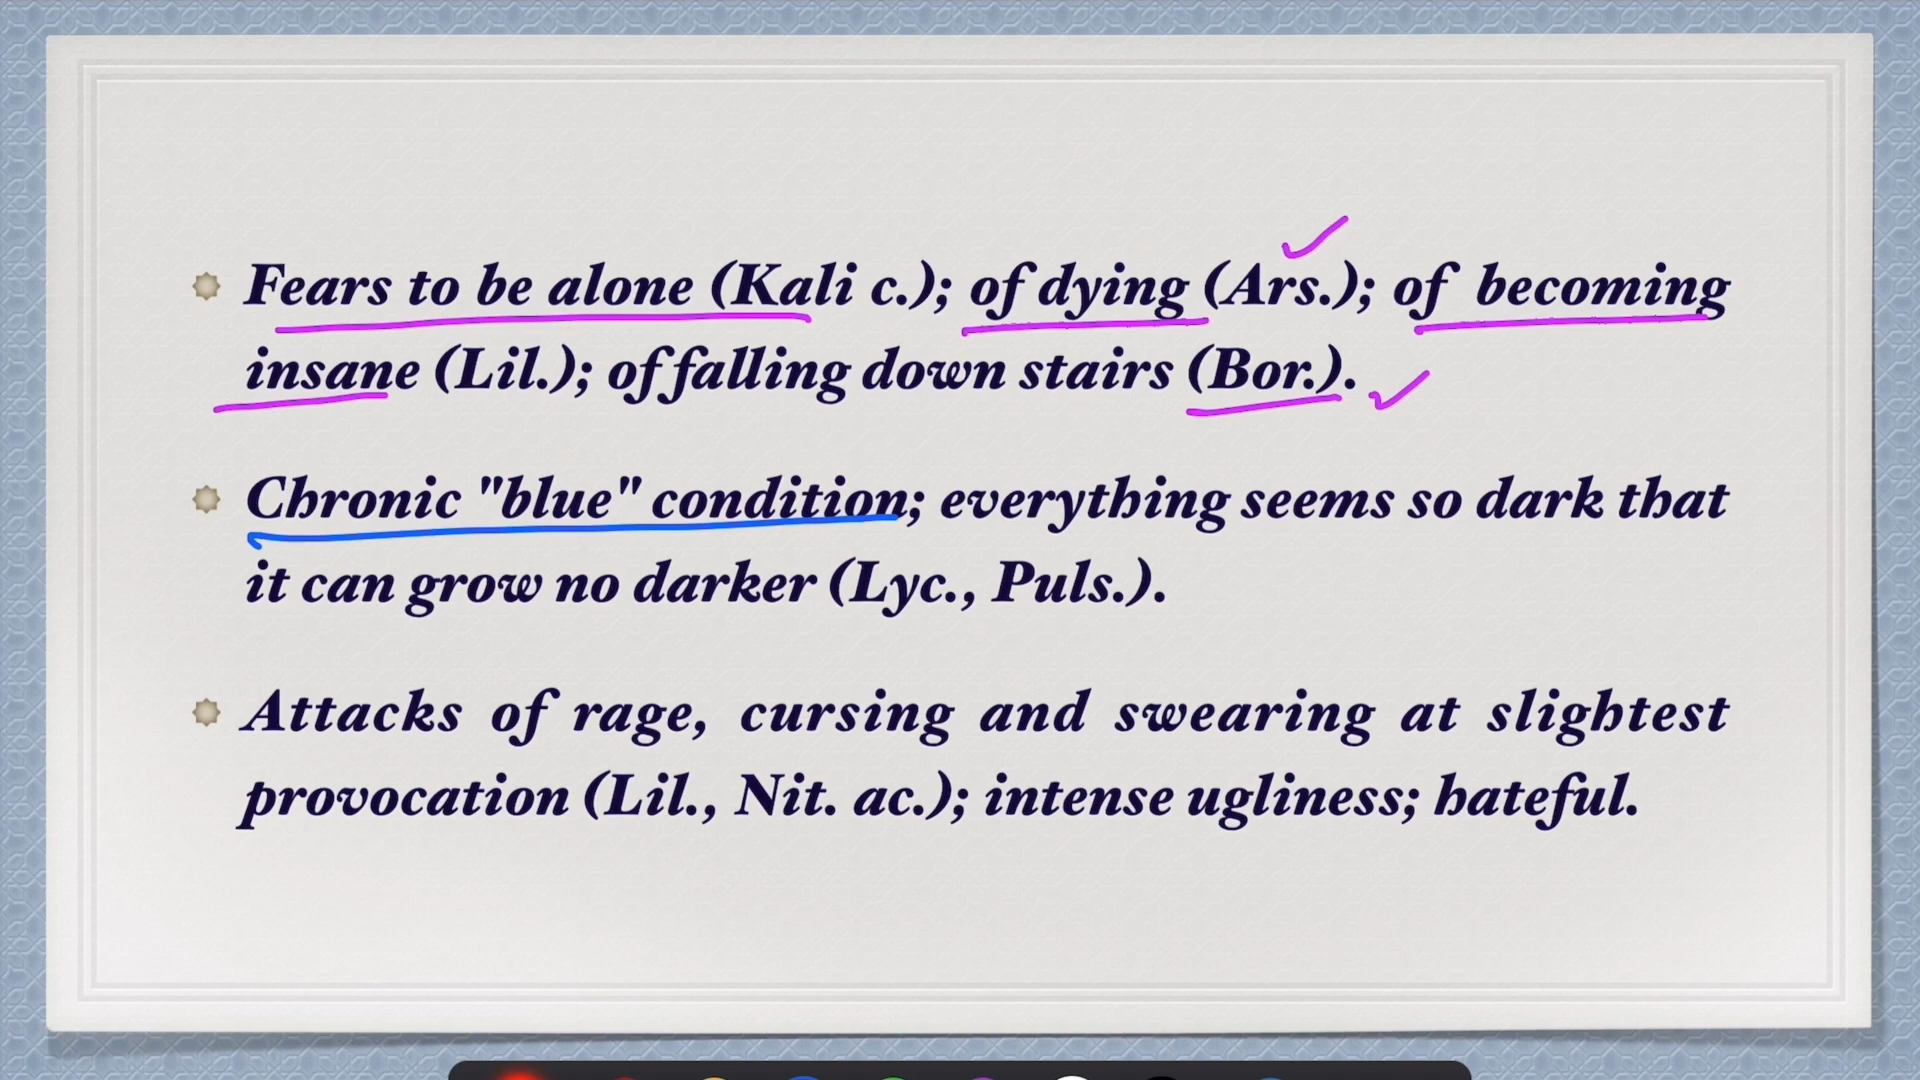 Fears to be alone (Kali c.); of dying (Ars.); of becoming
insane (Lil.); of falling down stairs (Bor.).
Chronic "blue" condition; everything seems so dark that
it can grow no darker (Lyc., Puls.).
Attacks of rage, cursing and swearing at slightest
provocation (Lil., Nit. ac.); intense ugliness; hateful.